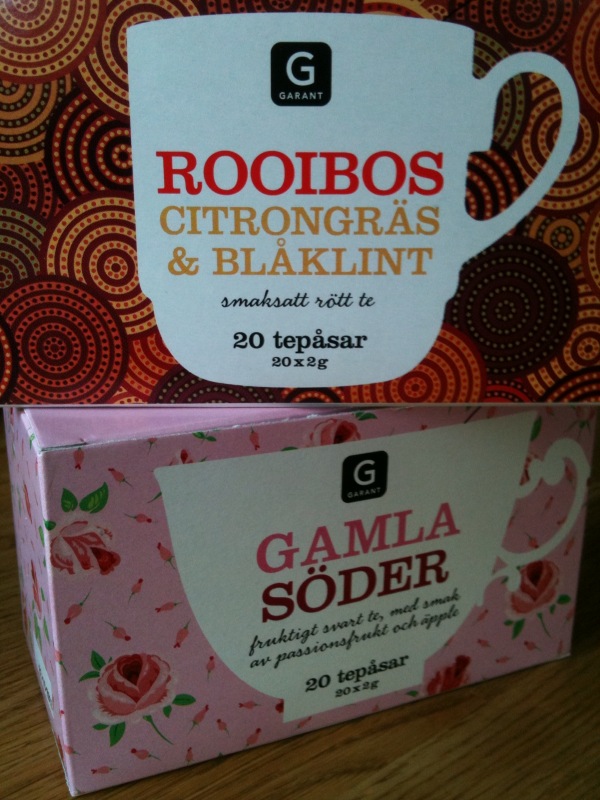 G
GARANT
ROOIBOS
CITRONGRÄS
& BLÅKLINT
smaksatt rött te
20 tepåsar
20x2g
G
GARANT
GAMLA
SÖDER
fruktigt svart te, med smak
av passionsfrukt och äpple
20 tepåsar
20x2g